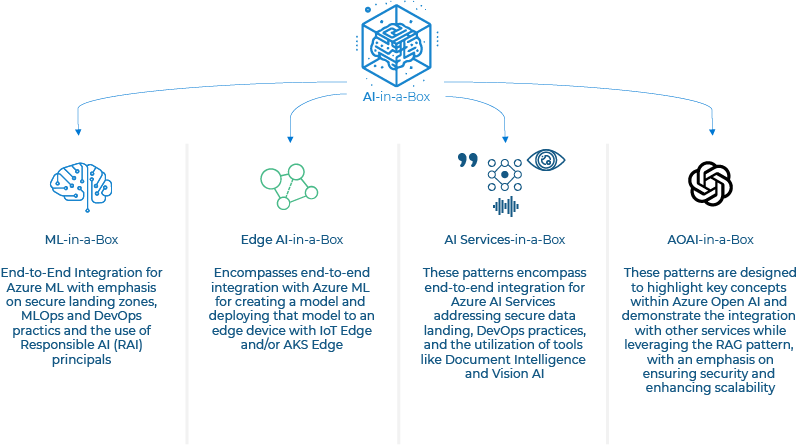 AI-in-a-Box
ML-in-a-Box
End-to-End Integration for
Azure ML with emphasis
on secure landing zones,
MLOps and DevOps
practics and the use of
Responsible AI (RAI)
principals
Edge AI-in-a-Box
Encompasses end-to-end
integration with Azure ML
for creating a model and
deploying that model to an
edge device with IoT Edge
and/or AKS Edge
AI Services-in-a-Box
These patterns encompass
end-to-end integration for
Azure AI Services
addressing secure data
landing, DevOps practices,
and the utilization of tools
like Document Intelligence
and Vision AI
AOAI-in-a-Box
These patterns are designed
to highlight key concepts
within Azure Open AI and
demonstrate the integration
with other services while
leveraging the RAG pattern,
with an emphasis on
ensuring security and
enhancing scalability